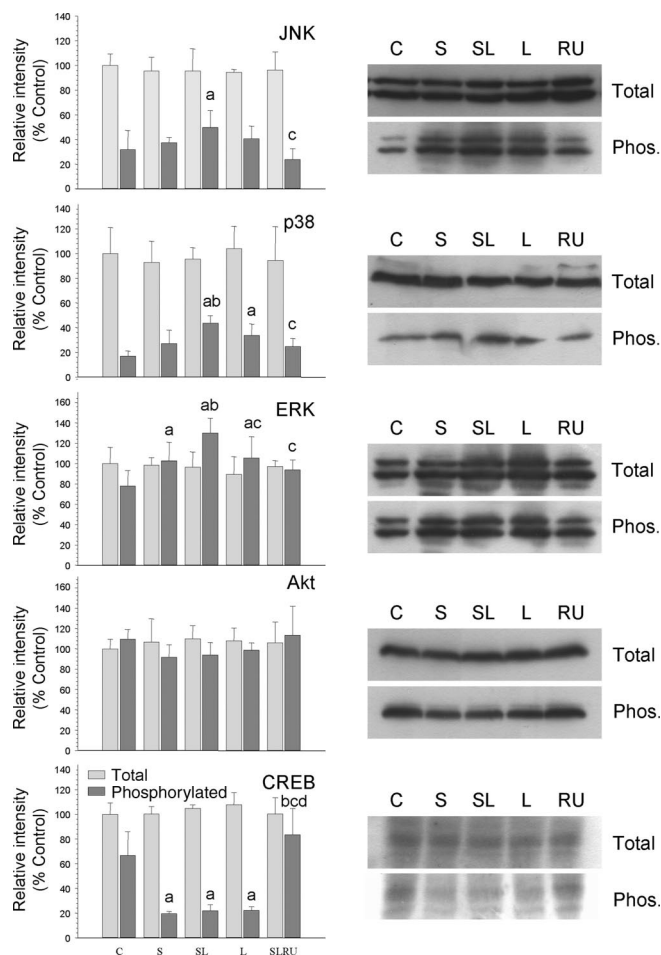 Relative intensity
(% Control)
140
120
100
80
60
40
20
0
JNK
a
c
C S SL L RU
Total
Phos.
Relative intensity
(% Control)
140
120
100
80
60
40
20
0
p38
ab
a
c
C S SL L RU
Total
Phos.
Relative intensity
(% Control)
160
140
120
100
80
60
40
20
0
ERK
a
ab
ac
c
C S SL L RU
Total
Phos.
Relative intensity
(% Control)
160
140
120
100
80
60
40
20
0
Akt
C S SL L RU
Total
Phos.
Relative intensity
(% Control)
140
120
100
80
60
40
20
0
Total
Phosphorylated
CREB
bcd
a
a
a
C S SL L SLRU
C S SL L RU
Total
Phos.